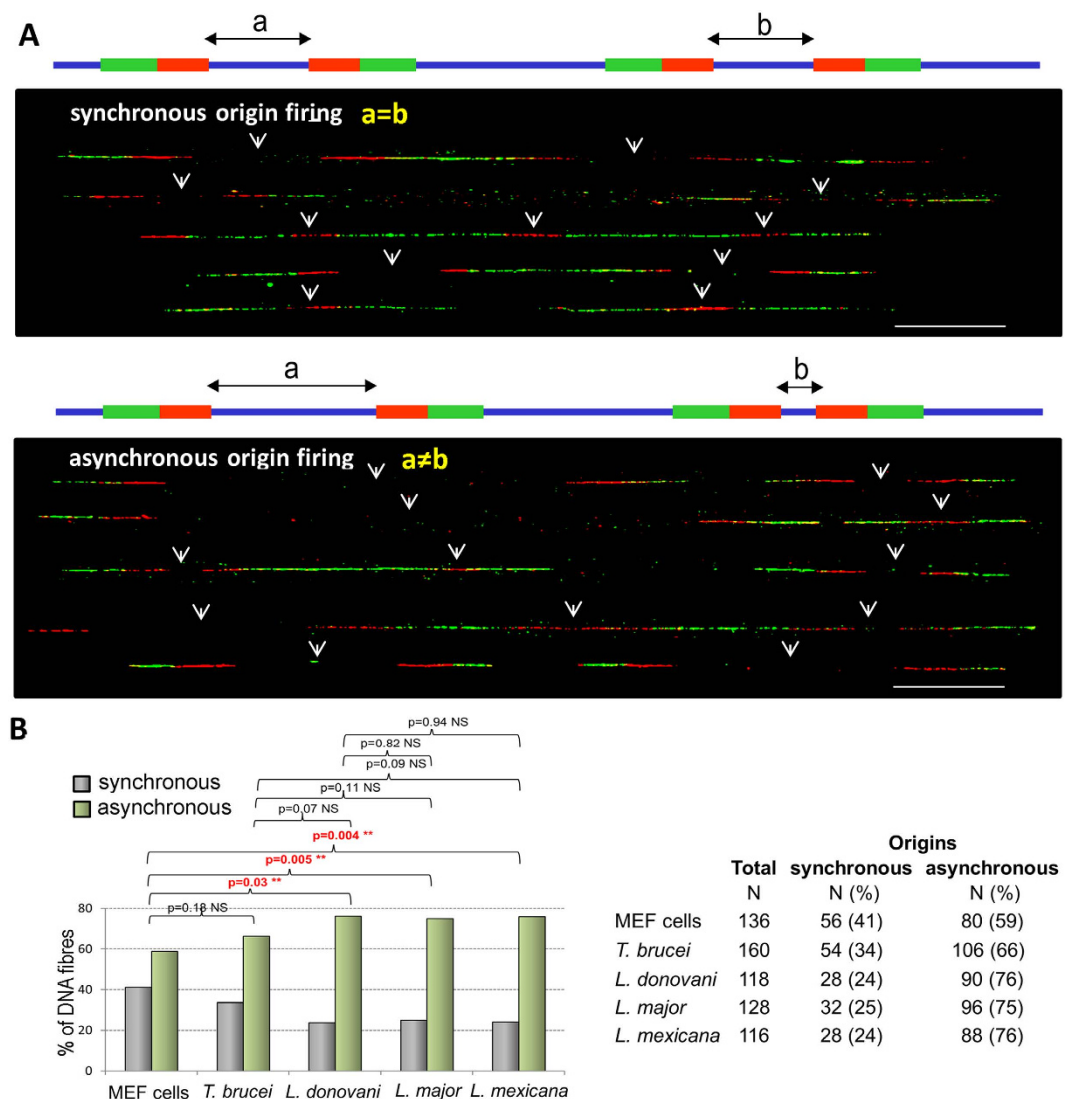 A
a
b
synchronous origin firing a=b
a
b
asynchronous origin firing a≠b
B
p=0.94 NS
p=0.82 NS
p=0.09 NS
p=0.11 NS
p=0.07 NS
p=0.004 **
p=0.005 **
p=0.03 **
p=0.18 NS
synchronous
asynchronous
% of DNA fibres
80
60
40
20
0
MEF cells T. brucei L. donovani L. major L. mexicana
Origins
Total synchronous asynchronous
N N (%) N (%)
MEF cells 136 56 (41) 80 (59)
T. brucei 160 54 (34) 106 (66)
L. donovani 118 28 (24) 90 (76)
L. major 128 32 (25) 96 (75)
L. mexicana 116 28 (24) 88 (76)